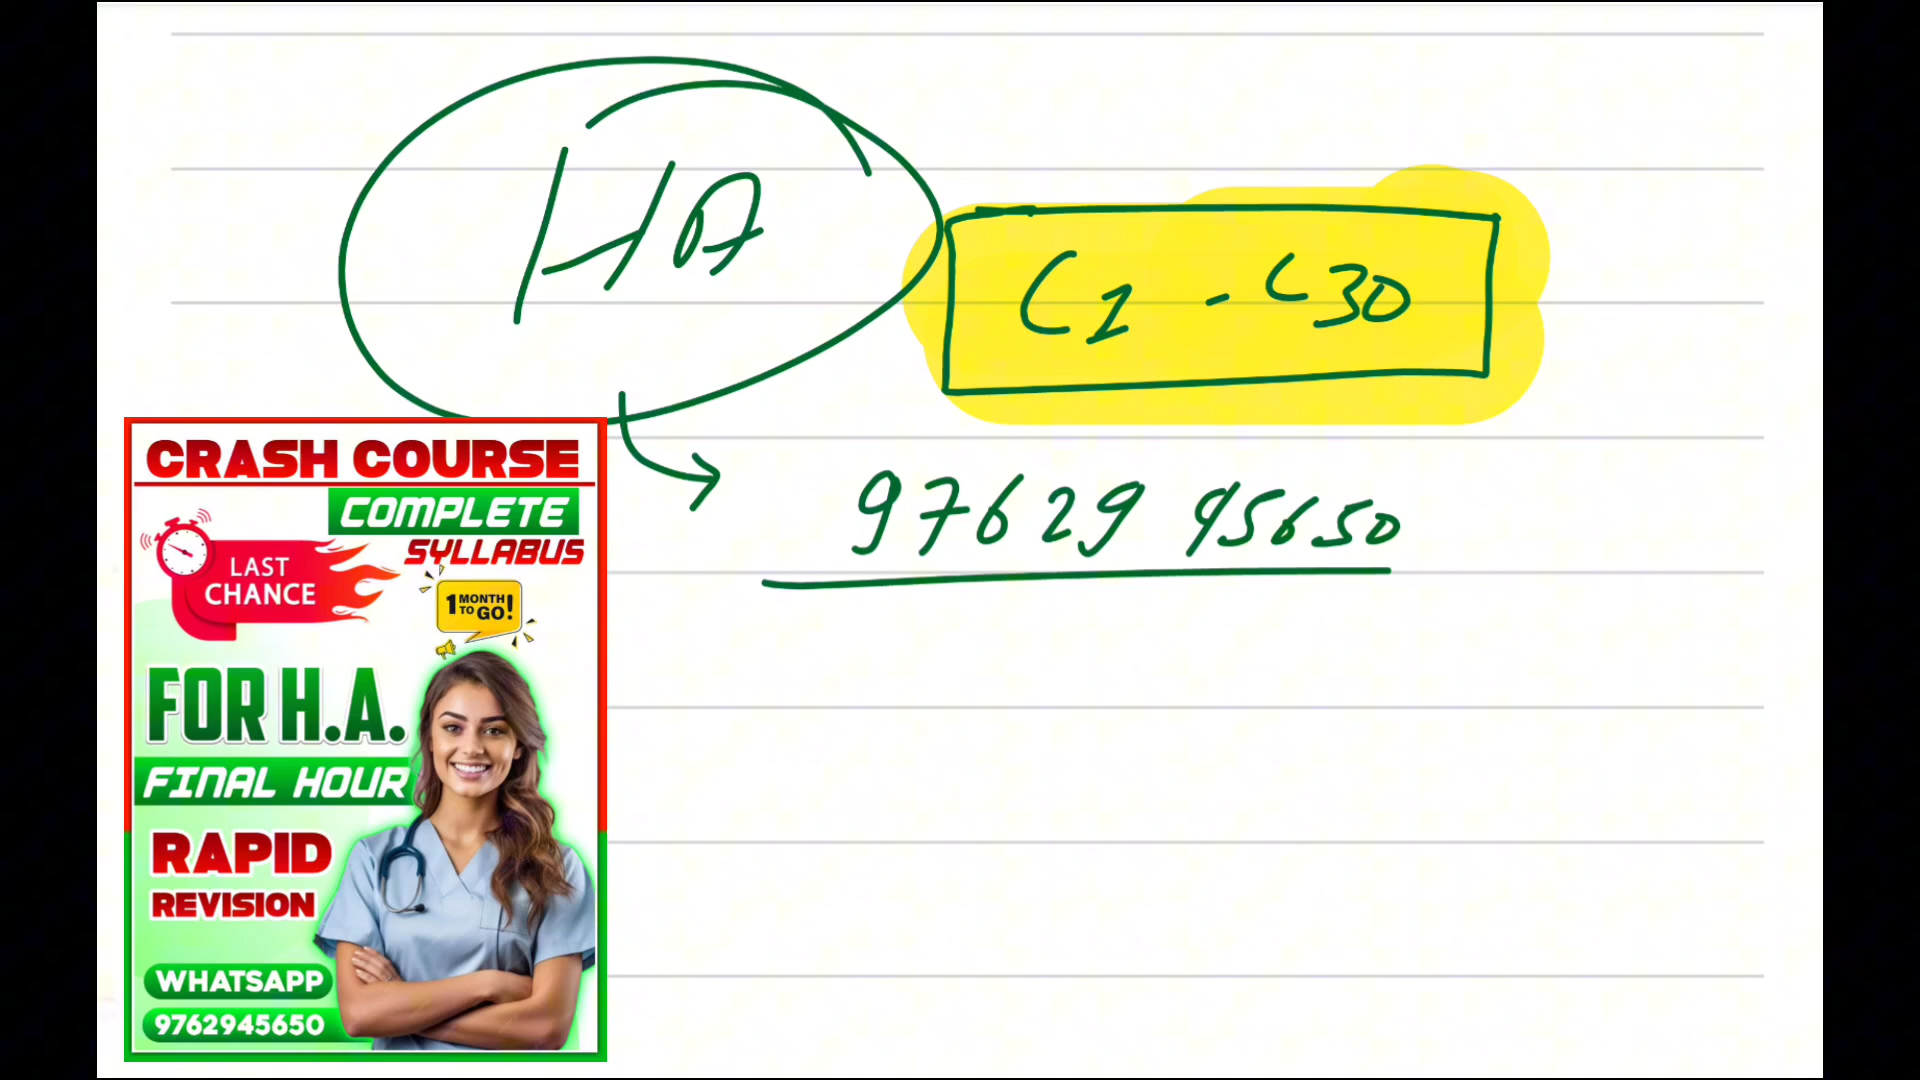 HA
C1 - C30
97629 45650
CRASH COURSE
COMPLETE
SYLLABUS
LAST
CHANCE
1 MONTH
TO GO!
FOR H.A.
FINAL HOUR
RAPID
REVISION
WHATSAPP
9762945650